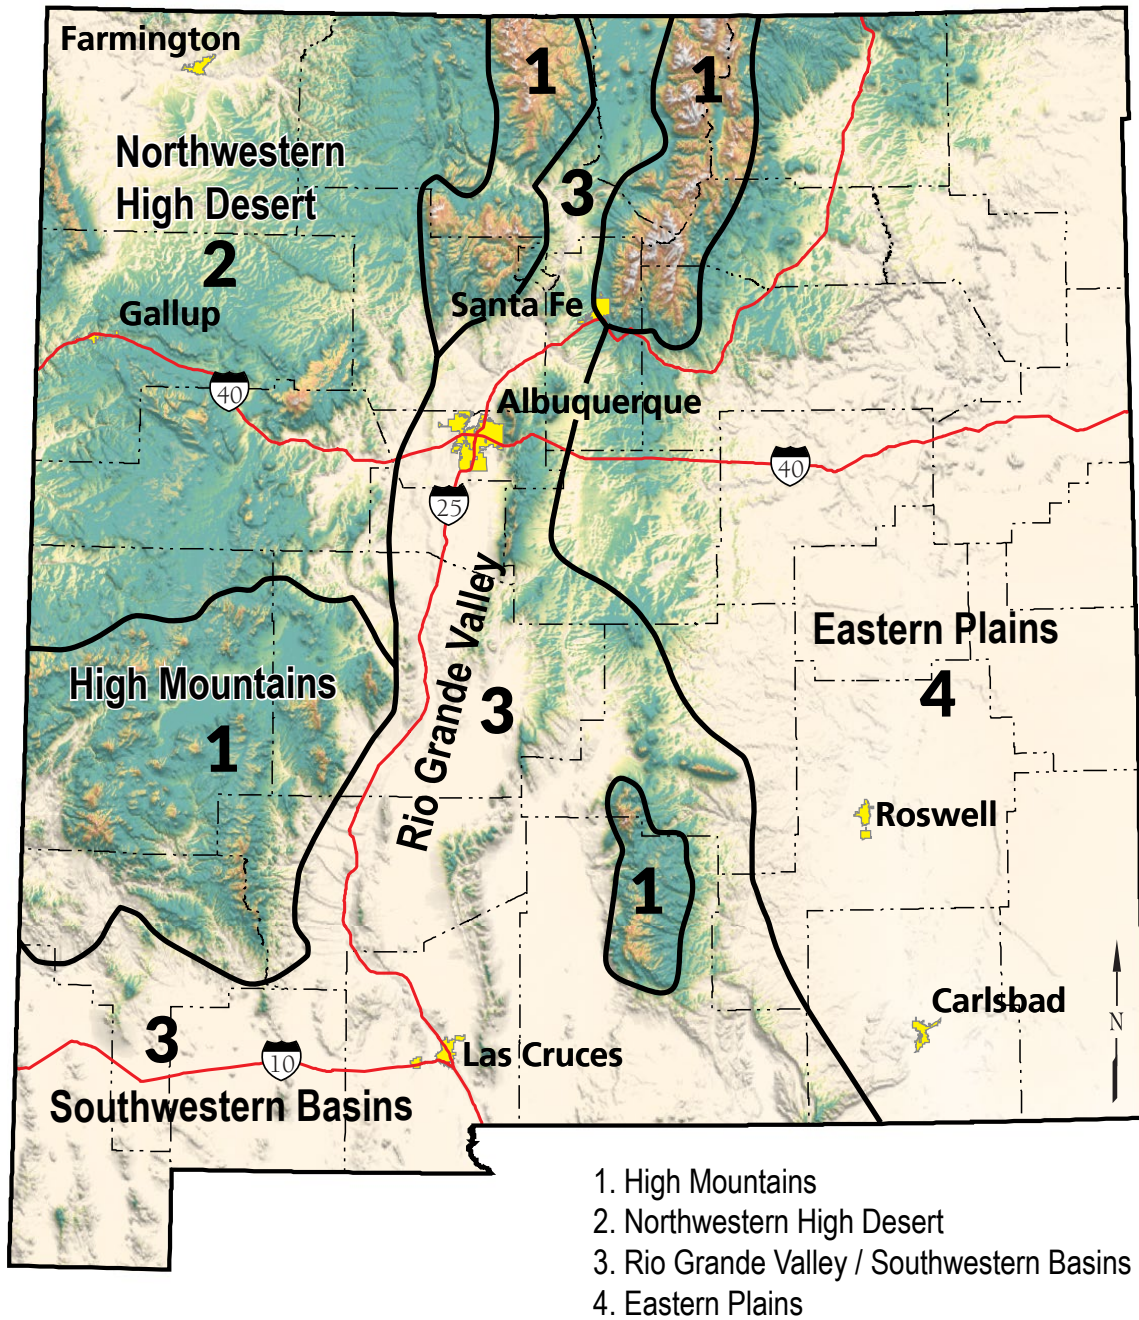 Farmington
1
1
Northwestern
High Desert
3
2
Santa Fe
Gallup
40
Albuquerque
40
25
Rio Grande Valley
Eastern Plains
High Mountains
3
4
1
Roswell
1
Carlsbad
N
3
Las Cruces
10
Southwestern Basins
1. High Mountains
2. Northwestern High Desert
3. Rio Grande Valley / Southwestern Basins
4. Eastern Plains